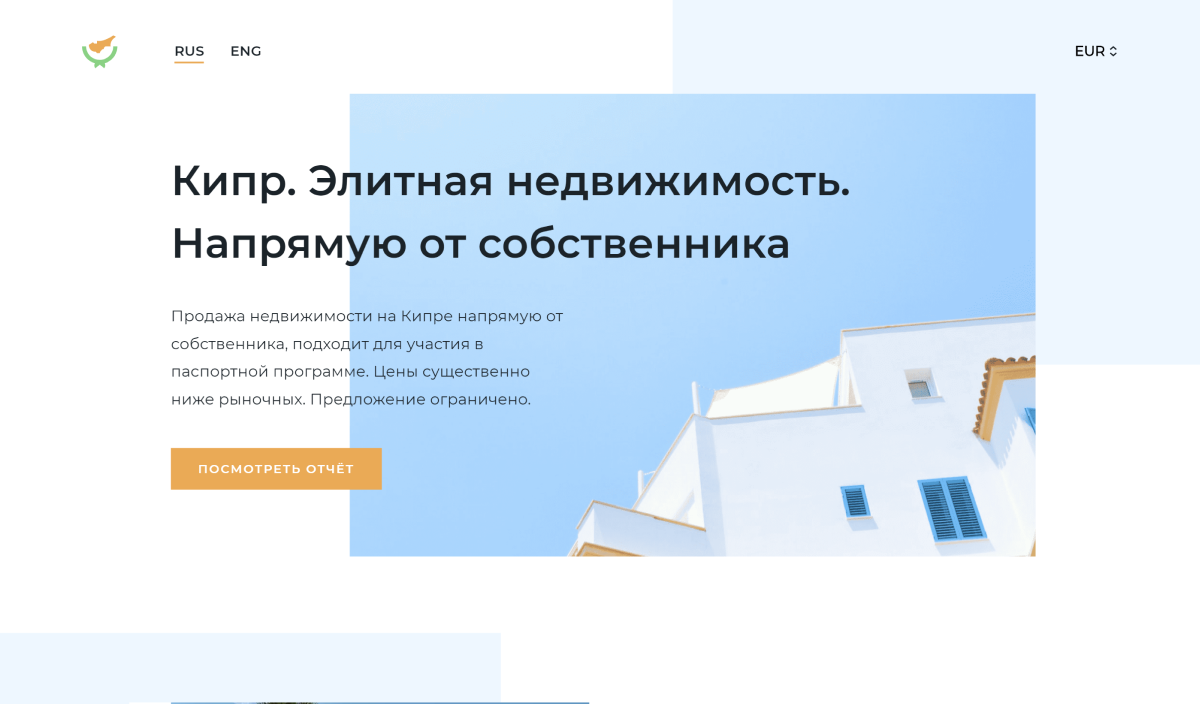 RUS ENG EUR
Кипр. Элитная недвижимость.
Напрямую от собственника
Продажа недвижимости на Кипре напрямую от
собственника, подходит для участия в
паспортной программе. Цены существенно
ниже рыночных. Предложение ограничено.
ПОСМОТРЕТЬ ОТЧЁТ